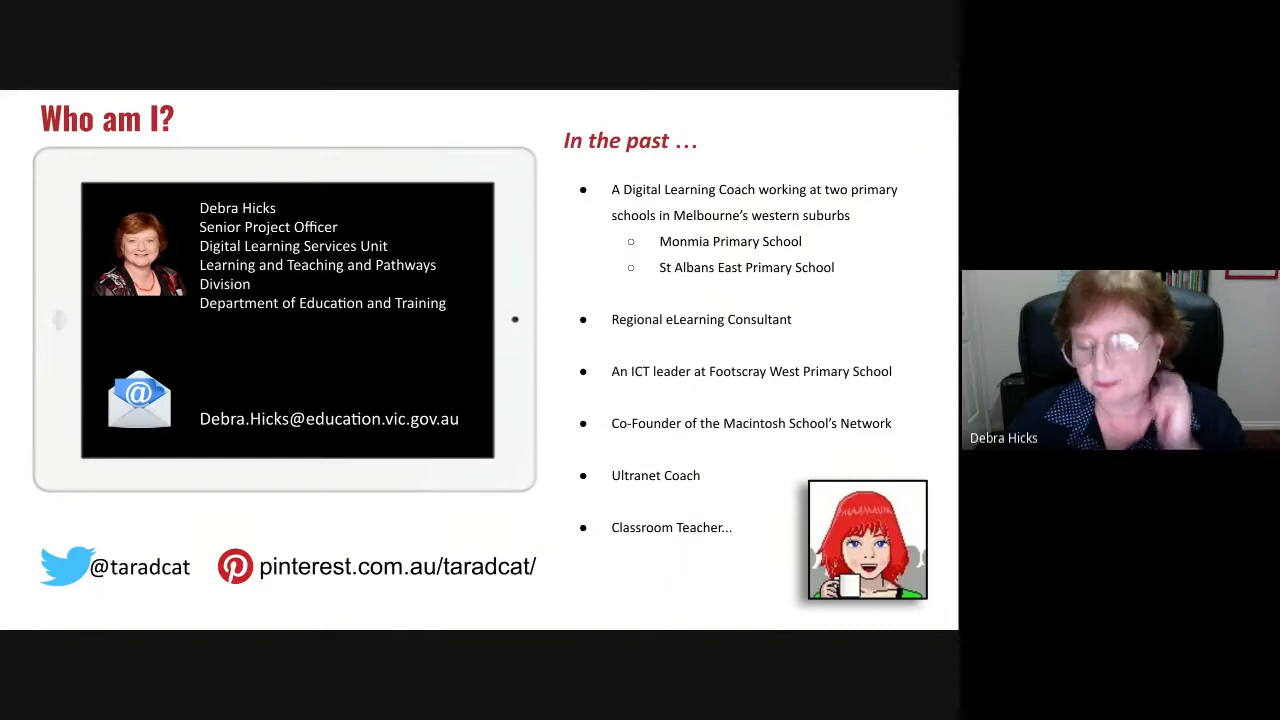 Who am I?
Debra Hicks
Senior Project Officer
Digital Learning Services Unit
Learning and Teaching and Pathways
Division
Department of Education and Training
@
Debra.Hicks@education.vic.gov.au
@taradcat
pinterest.com.au/taradcat/
In the past …
● A Digital Learning Coach working at two primary
schools in Melbourne’s western suburbs
○ Monmia Primary School
○ St Albans East Primary School
● Regional eLearning Consultant
● An ICT leader at Footscray West Primary School
● Co-Founder of the Macintosh School’s Network
● Ultranet Coach
● Classroom Teacher...
Debra Hicks